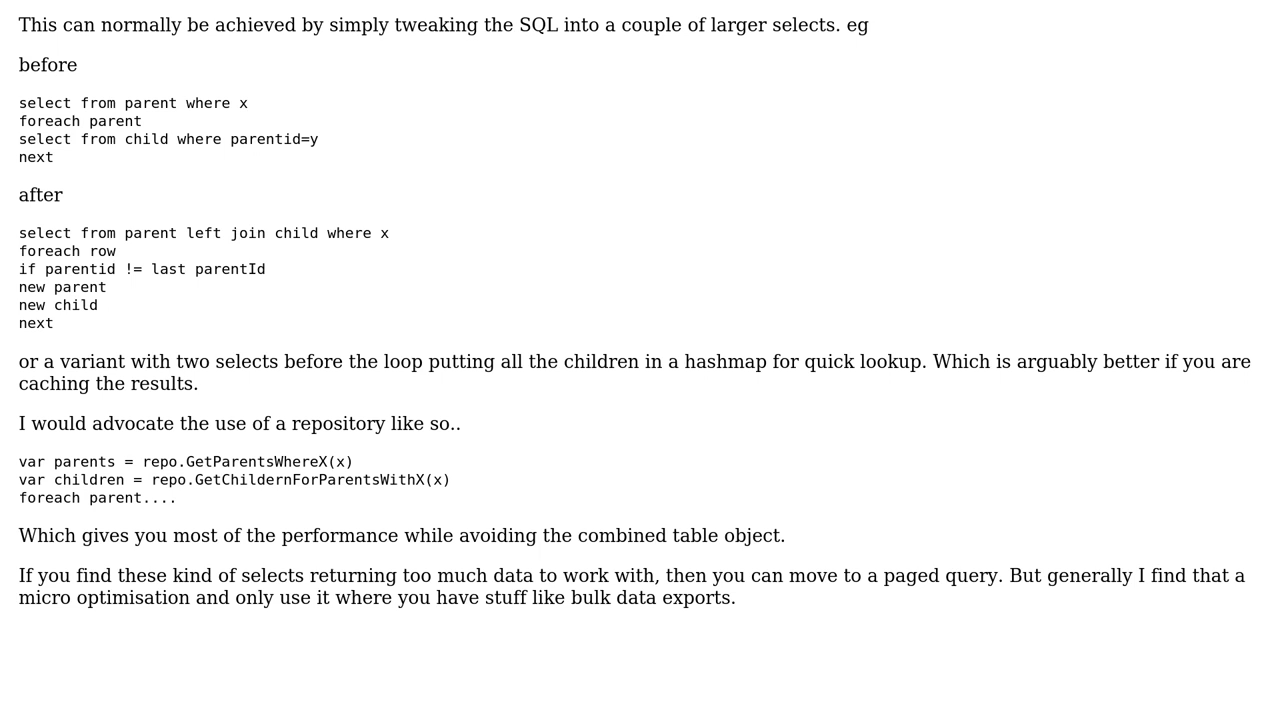 This can normally be achieved by simply tweaking the SQL into a couple of larger selects. eg
before
select from parent where x
foreach parent
select from child where parentid=y
next
after
select from parent left join child where x
foreach row
if parentid != last parentId
new parent
new child
next
or a variant with two selects before the loop putting all the children in a hashmap for quick lookup. Which is arguably better if you are
caching the results.
I would advocate the use of a repository like so..
var parents = repo.GetParentsWhereX(x)
var children = repo.GetChildernForParentsWithX(x)
foreach parent....
Which gives you most of the performance while avoiding the combined table object.
If you find these kind of selects returning too much data to work with, then you can move to a paged query. But generally I find that a
micro optimisation and only use it where you have stuff like bulk data exports.